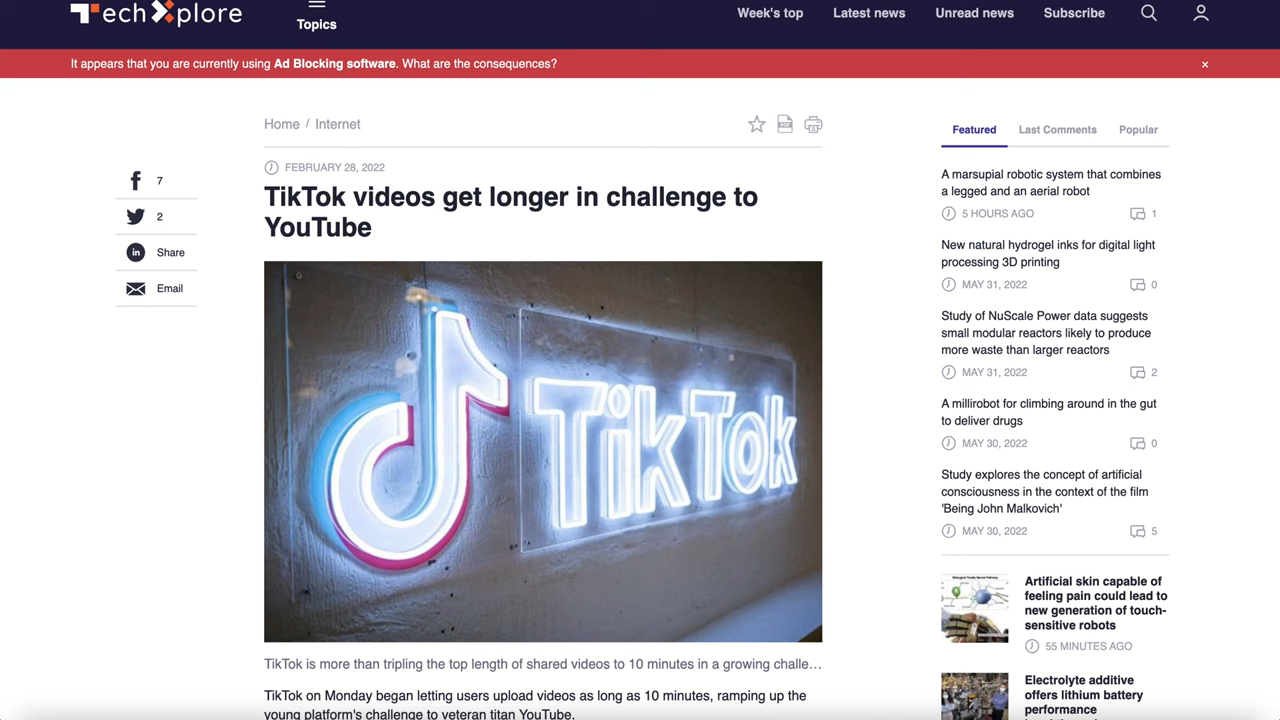 TechXplore
Topics
Week's top
Latest news
Unread news
Subscribe
It appears that you are currently using Ad Blocking software. What are the consequences?
×
Home / Internet
PDF
FEBRUARY 28, 2022
TikTok videos get longer in challenge to
YouTube
7
2
in Share
Email
TikTok
TikTok is more than tripling the top length of shared videos to 10 minutes in a growing challe…
TikTok on Monday began letting users upload videos as long as 10 minutes, ramping up the
young platform's challenge to veteran titan YouTube.
Featured
Last Comments
Popular
A marsupial robotic system that combines
a legged and an aerial robot
5 HOURS AGO 1
New natural hydrogel inks for digital light
processing 3D printing
MAY 31, 2022 0
Study of NuScale Power data suggests
small modular reactors likely to produce
more waste than larger reactors
MAY 31, 2022 2
A millirobot for climbing around in the gut
to deliver drugs
MAY 30, 2022 0
Study explores the concept of artificial
consciousness in the context of the film
'Being John Malkovich'
MAY 30, 2022 5
Artificial skin capable of
feeling pain could lead to
new generation of touch-
sensitive robots
55 MINUTES AGO
Electrolyte additive
offers lithium battery
performance